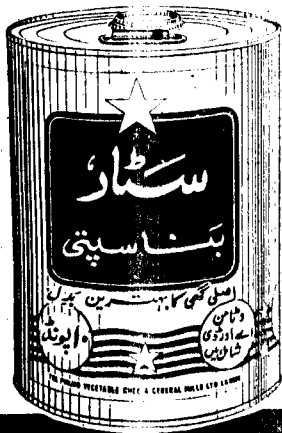 سٹار
بناسپتی
اصلی گھی کا بہترین بدل
۱۰ پونڈ
وٹامن
اے اور ڈی
شامل ہیں
VEGETABLE GHEE & GENERAL MILLS LTD